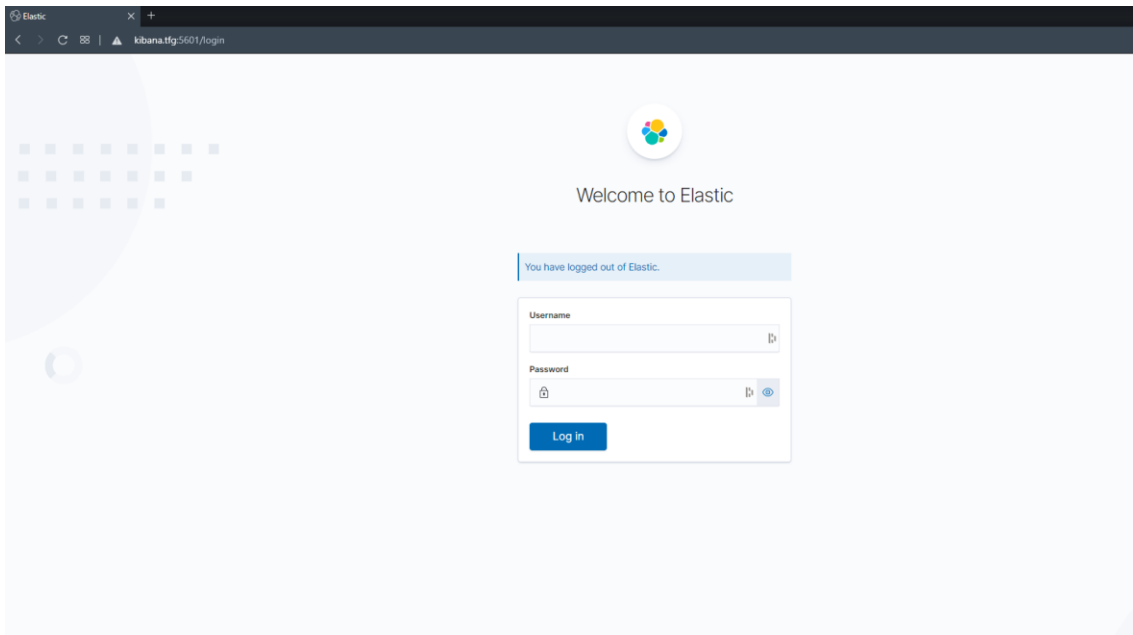 Elastic
kibana.tfg:5601/login
Welcome to Elastic
You have logged out of Elastic.
Username
Password
Log in